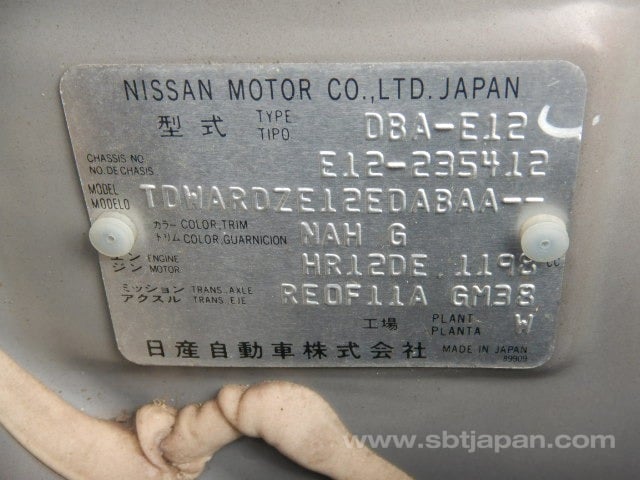 NISSAN MOTOR CO.,LTD. JAPAN
型式 TYPE TIPO DBA-E12
CHASSIS NO. NO. DE CHASIS. E12-235412
MODEL MODELO TDWARDZE12EDABAA--
カラー トリム COLOR,TRIM COLOR,GUARNICION NAH G
エンジン ENGINE MOTOR HR12DE 1198 CC
ミッション アクスル TRANS. AXLE TRANS. EJE RE0F11A GM38
工場 PLANT PLANTA W
日産自動車株式会社 MADE IN JAPAN
89909
www.sbtjapan.com